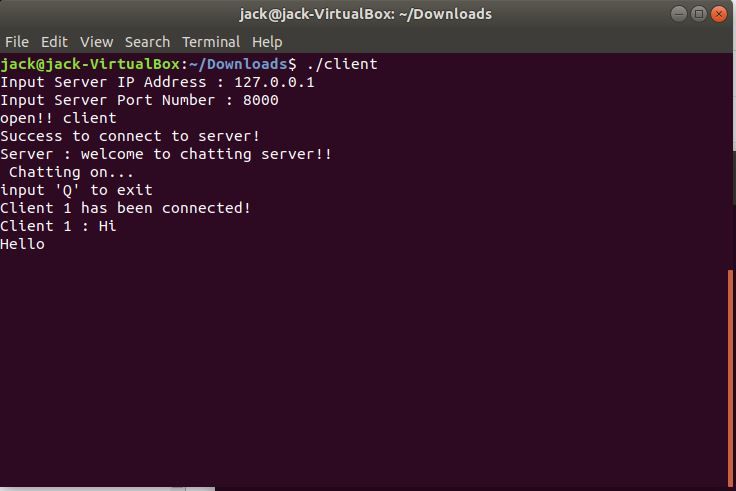 jack@jack-VirtualBox: ~/Downloads
File Edit View Search Terminal Help
jack@jack-VirtualBox:~/Downloads$ ./client
Input Server IP Address : 127.0.0.1
Input Server Port Number : 8000
open!! client
Success to connect to server!
Server : welcome to chatting server!!
 Chatting on...
input 'Q' to exit
Client 1 has been connected!
Client 1 : Hi
Hello